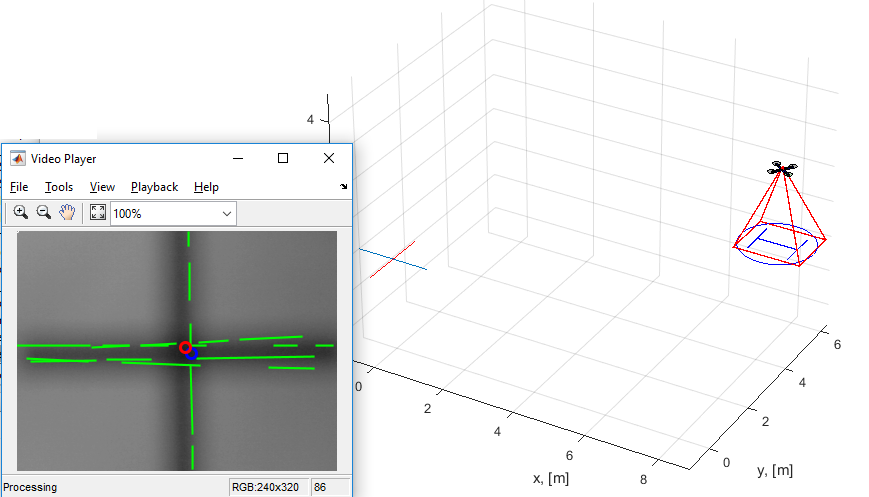 4
Video Player
File Tools View Playback Help
100%
Processing RGB:240x320 86
0
2
4
6
8
x, [m]
0
2
4
6
y, [m]